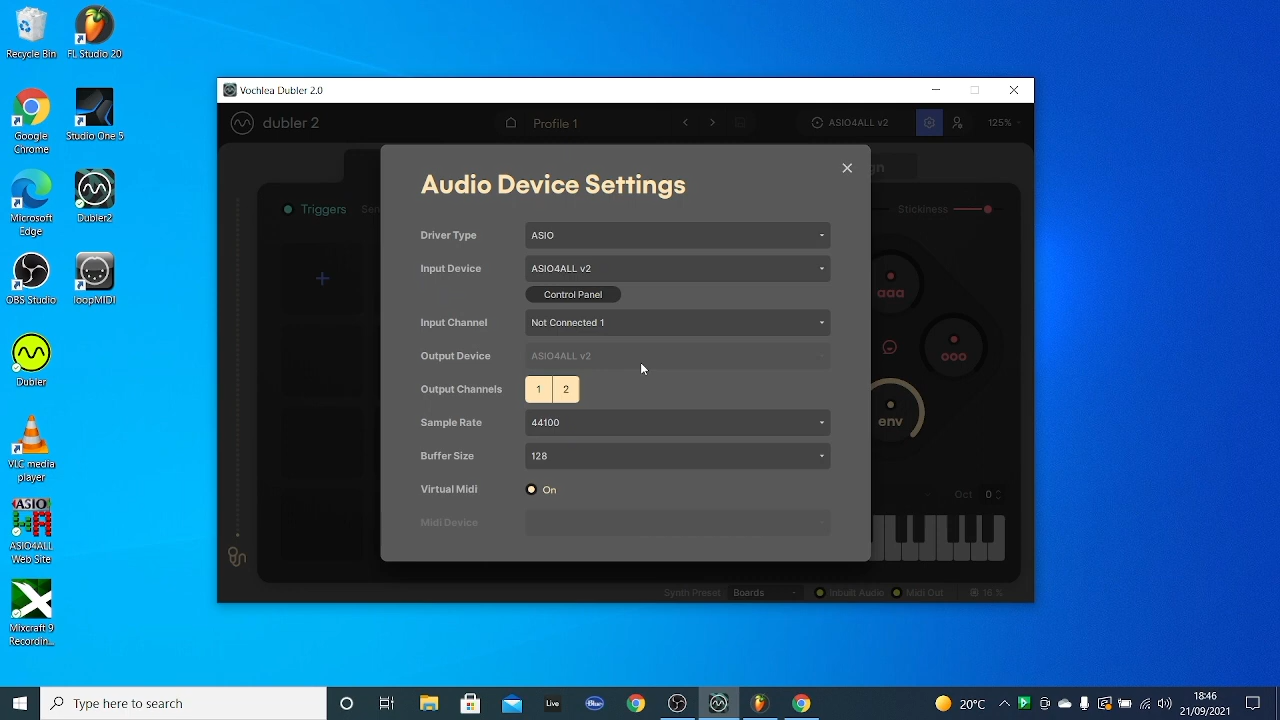 Recycle Bin
FL Studio 20
Google Chrome
Studio One 5
Microsoft Edge
Dubler2
OBS Studio
loopMIDI
Dubler
VLC media player
ASIO
ASIO4ALL Web Site
Mixcraft 9 Recordin...
Vochlea Dubler 2.0
dubler 2
Profile 1
ASIO4ALL v2
125%
Audio Device Settings
Triggers
Stickiness
Driver Type
ASIO
Input Device
ASIO4ALL v2
Control Panel
Input Channel
Not Connected 1
Output Device
ASIO4ALL v2
Output Channels
1 2
Sample Rate
44100
Buffer Size
128
Virtual Midi
On
Midi Device
aaa
ooo
env
Oct 0
Synth Preset Boards
Inbuilt Audio
Midi Out
16 %
Type here to search
Live
Blue
20°C
18:46
21/09/2021